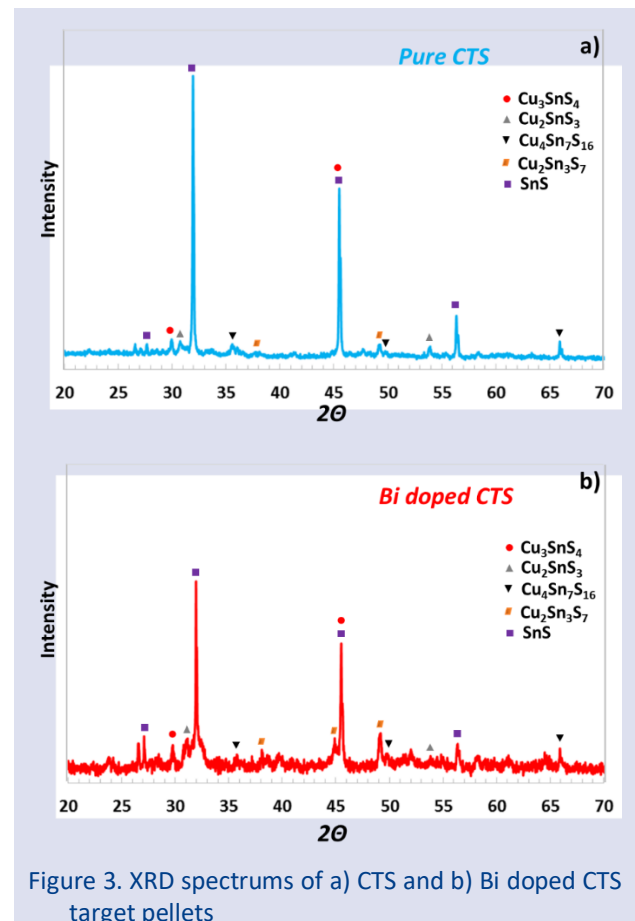 a)
Pure CTS
Cu₃SnS₄
Cu₂SnS₃
Cu₄Sn₇S₁₆
Cu₂Sn₃S₇
SnS
Intensity
20 25 30 35 40 45 50 55 60 65 70
2Θ
b)
Bi doped CTS
Cu₃SnS₄
Cu₂SnS₃
Cu₄Sn₇S₁₆
Cu₂Sn₃S₇
SnS
Intensity
20 25 30 35 40 45 50 55 60 65 70
2Θ
Figure 3. XRD spectrums of a) CTS and b) Bi doped CTS
target pellets